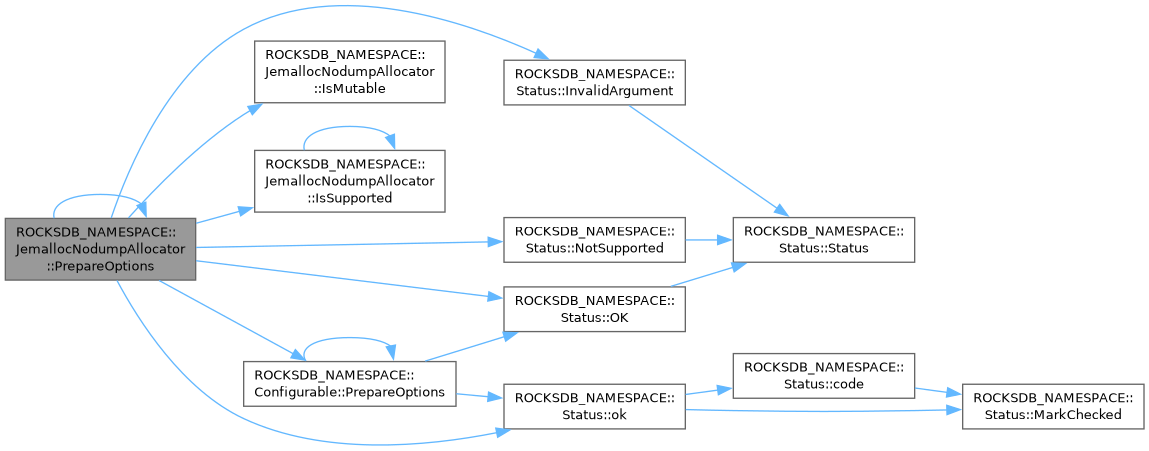 ROCKSDB_NAMESPACE::
JemallocNodumpAllocator
::PrepareOptions
ROCKSDB_NAMESPACE::
JemallocNodumpAllocator
::IsMutable
ROCKSDB_NAMESPACE::
JemallocNodumpAllocator
::IsSupported
ROCKSDB_NAMESPACE::
Configurable::PrepareOptions
ROCKSDB_NAMESPACE::
Status::InvalidArgument
ROCKSDB_NAMESPACE::
Status::NotSupported
ROCKSDB_NAMESPACE::
Status::OK
ROCKSDB_NAMESPACE::
Status::ok
ROCKSDB_NAMESPACE::
Status::Status
ROCKSDB_NAMESPACE::
Status::code
ROCKSDB_NAMESPACE::
Status::MarkChecked